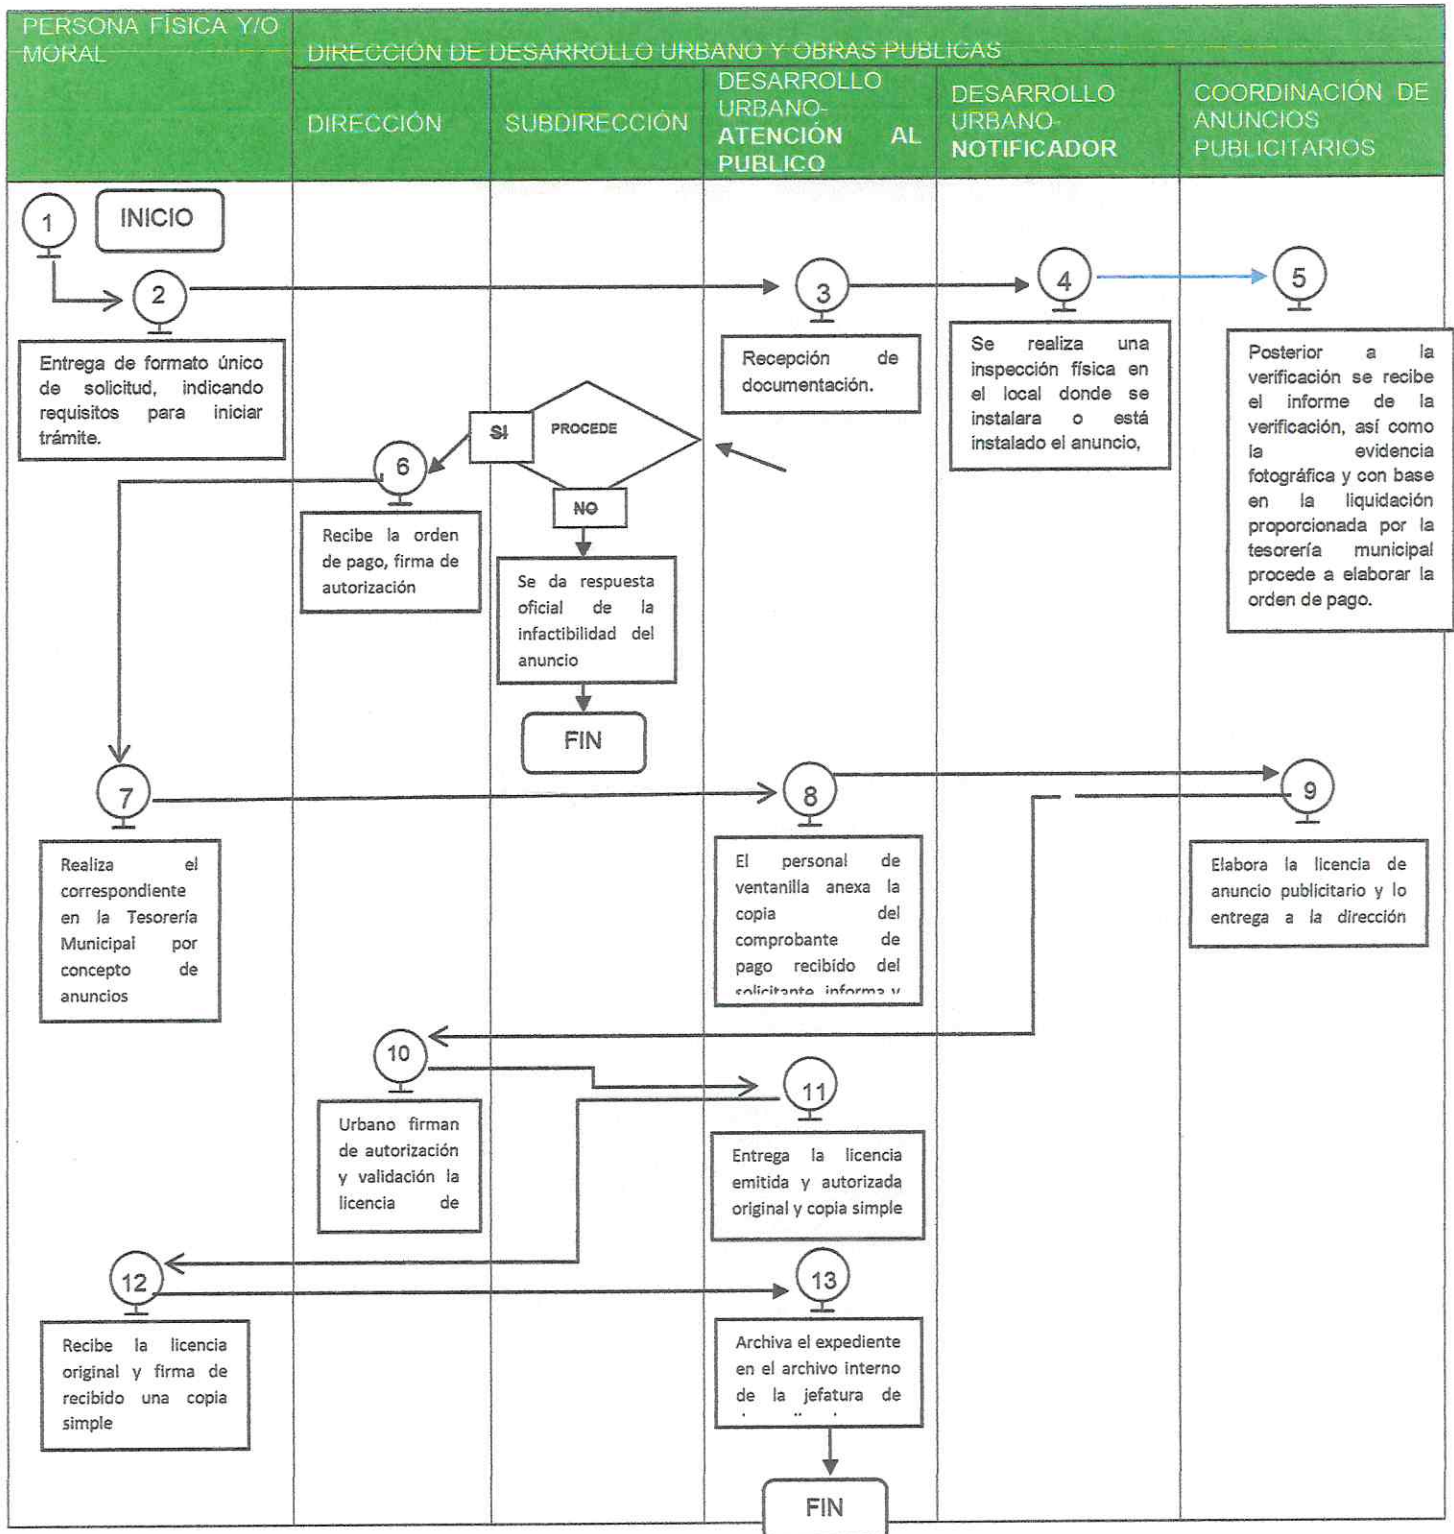 PERSONA FÍSICA Y/O
MORAL
DIRECCIÓN DE DESARROLLO URBANO Y OBRAS PUBLICAS
DIRECCIÓN
SUBDIRECCIÓN
DESARROLLO
URBANO-
ATENCIÓN AL
PUBLICO
DESARROLLO
URBANO-
NOTIFICADOR
COORDINACIÓN DE
ANUNCIOS
PUBLICITARIOS
1
INICIO
2
3
4
5
Entrega de formato único
de solicitud, indicando
requisitos para iniciar
trámite.
Recepción de
documentación.
Se realiza una
inspección física en
el local donde se
instalara o está
instalado el anuncio,
Posterior a la
verificación se recibe
el informe de la
verificación, así como
la evidencia
fotográfica y con base
en la liquidación
proporcionada por la
tesorería municipal
procede a elaborar la
orden de pago.
SI
PROCEDE
NO
6
Recibe la orden
de pago, firma de
autorización
Se da respuesta
oficial de la
infactibilidad del
anuncio
FIN
7
8
9
Realiza el
correspondiente
en la Tesorería
Municipal por
concepto de
anuncios
El personal de
ventanilla anexa la
copia del
comprobante de
pago recibido del
solicitante informa y
Elabora la licencia de
anuncio publicitario y lo
entrega a la dirección
10
11
Urbano firman
de autorización
y validación la
licencia de
Entrega la licencia
emitida y autorizada
original y copia simple
12
13
Recibe la licencia
original y firma de
recibido una copia
simple
Archiva el expediente
en el archivo interno
de la jefatura de
FIN